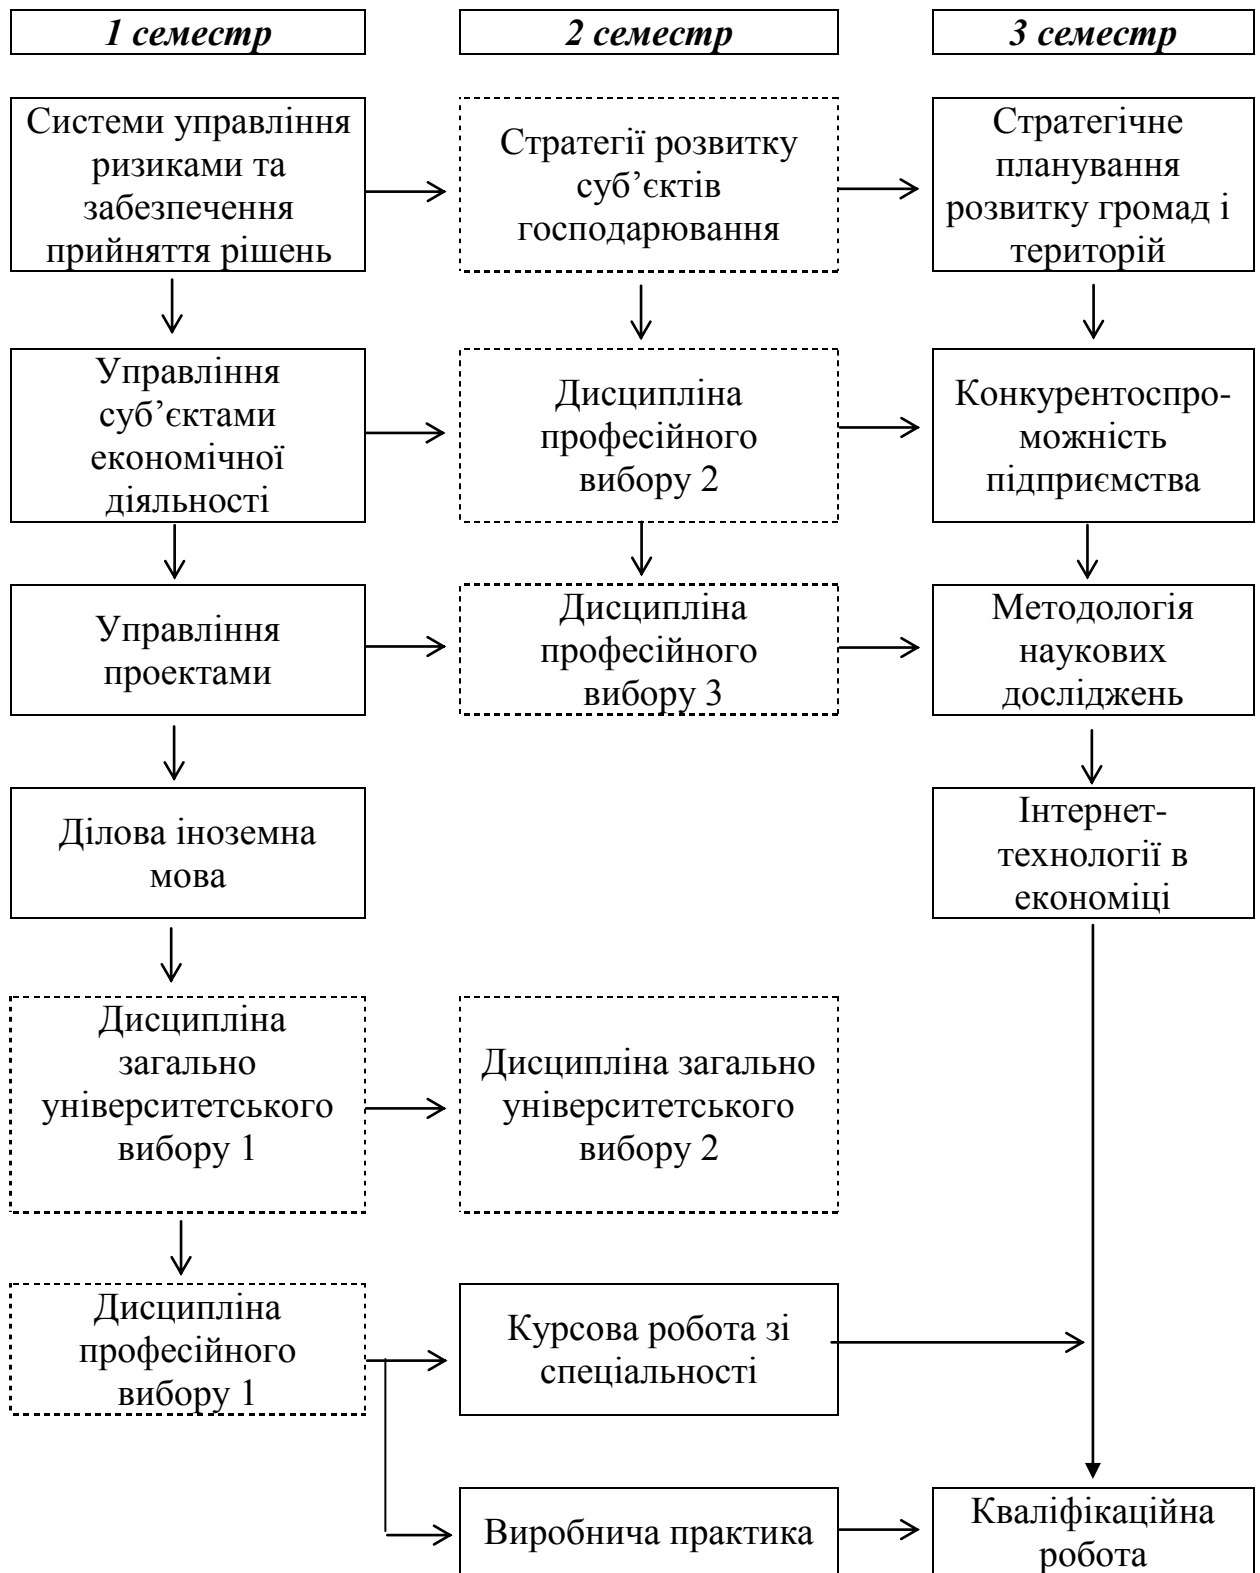 1 семестр
2 семестр
3 семестр
Системи управління
ризиками та
забезпечення
прийняття рішень
Стратегії розвитку
суб’єктів
господарювання
Стратегічне
планування
розвитку громад і
територій
Управління
суб’єктами
економічної
діяльності
Дисципліна
професійного
вибору 2
Конкурентоспро-
можність
підприємства
Управління
проектами
Дисципліна
професійного
вибору 3
Методологія
наукових
досліджень
Ділова іноземна
мова
Інтернет-
технології в
економіці
Дисципліна
загально
університетського
вибору 1
Дисципліна загально
університетського
вибору 2
Дисципліна
професійного
вибору 1
Курсова робота зі
спеціальності
Виробнича практика
Кваліфікаційна
робота